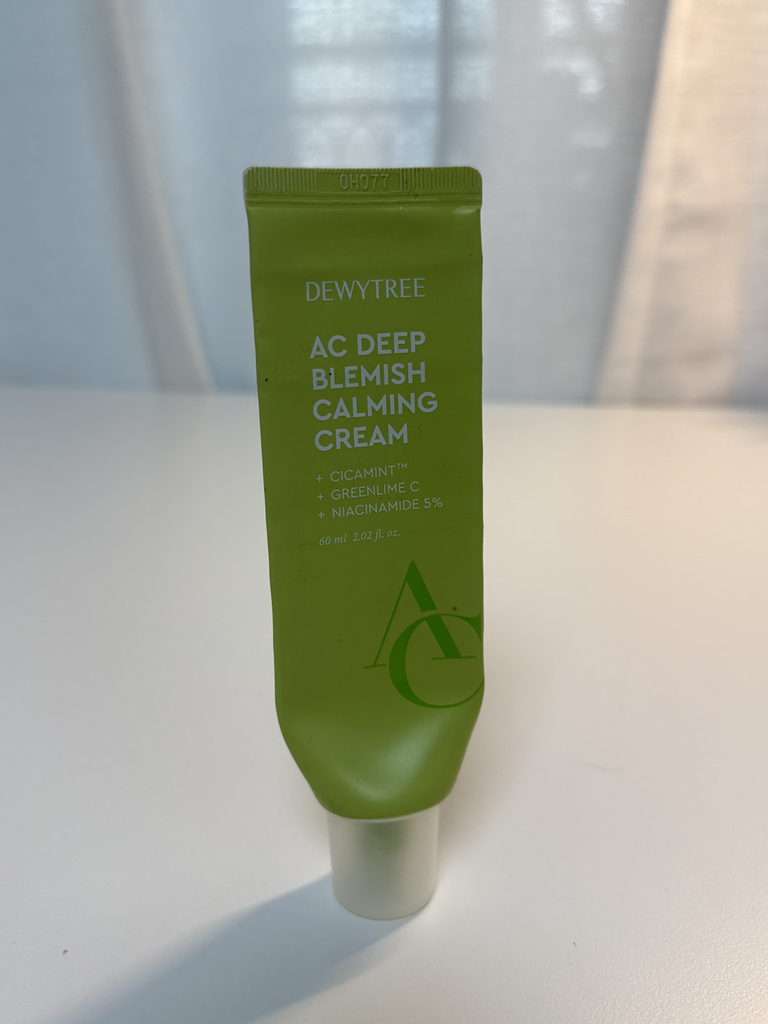 0H077
DEWYTREE
AC DEEP
BLEMISH
CALMING
CREAM
+ CICAMINT™
+ GREENLIME C
+ NIACINAMIDE 5%
60 ml 2.02 fl. oz.
AC